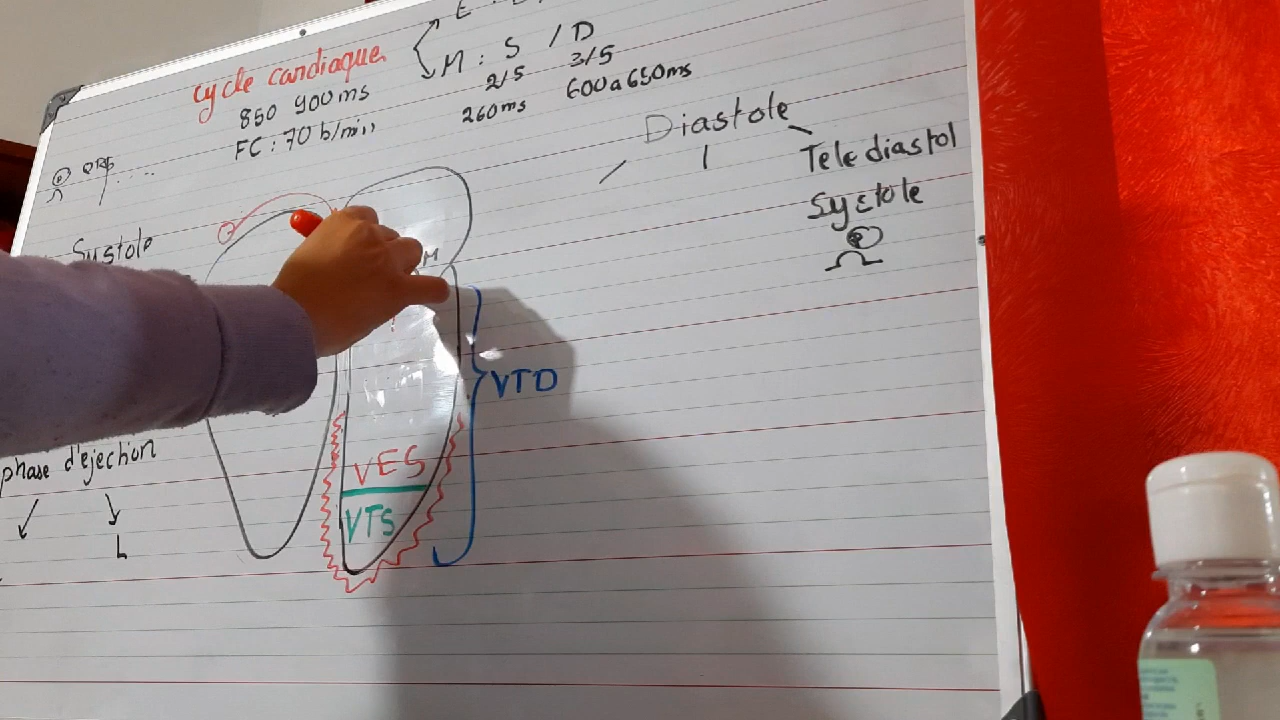 cycle cardiaque
E :
M : S / D
2/5 3/5
260ms 600 a 650ms
850 900ms
FC : 70 b/min
Diastole
Tele diastol
Systole
Systole
M
VTD
phase d'ejection
L
VES
VTS